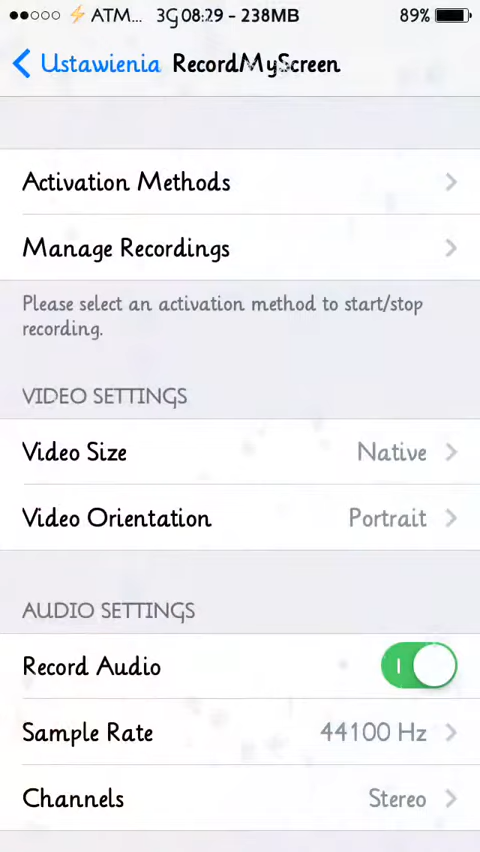 ATM... 3G 08:29 - 238MB 89%
Ustawienia RecordMyScreen
Activation Methods
Manage Recordings
Please select an activation method to start/stop
recording.
VIDEO SETTINGS
Video Size Native
Video Orientation Portrait
AUDIO SETTINGS
Record Audio
Sample Rate 44100 Hz
Channels Stereo